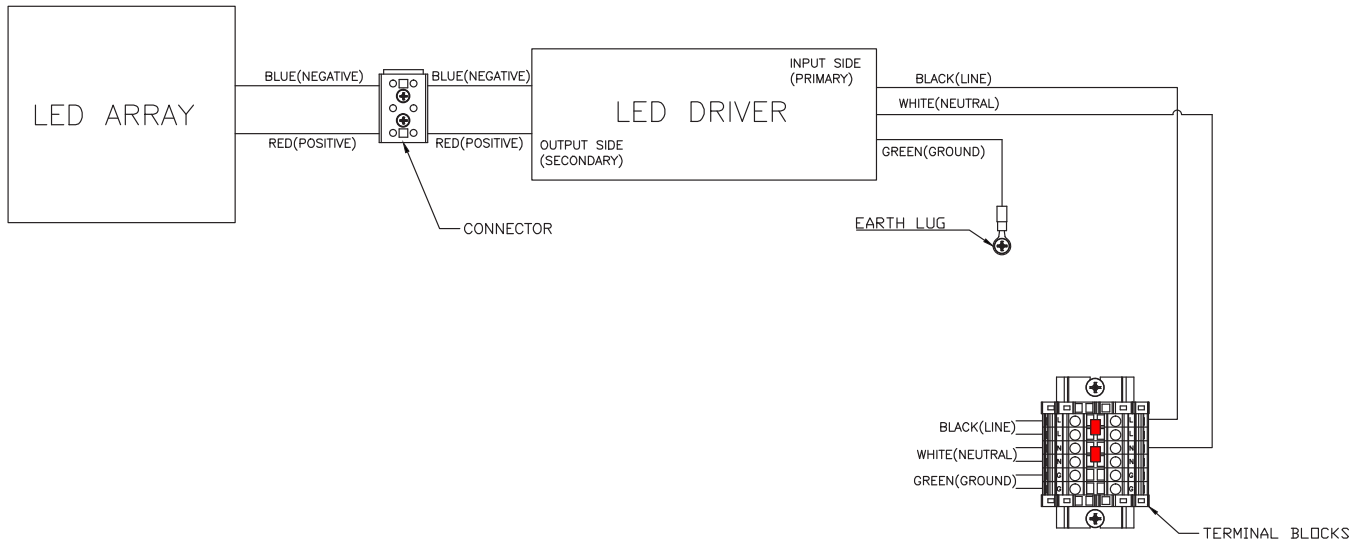 LED ARRAY
BLUE(NEGATIVE)
BLUE(NEGATIVE)
RED(POSITIVE)
RED(POSITIVE)
CONNECTOR
LED DRIVER
INPUT SIDE
(PRIMARY)
OUTPUT SIDE
(SECONDARY)
BLACK(LINE)
WHITE(NEUTRAL)
GREEN(GROUND)
EARTH LUG
BLACK(LINE)
WHITE(NEUTRAL)
GREEN(GROUND)
L
L
L
L
N
N
N
N
G
G
G
G
TERMINAL BLOCKS